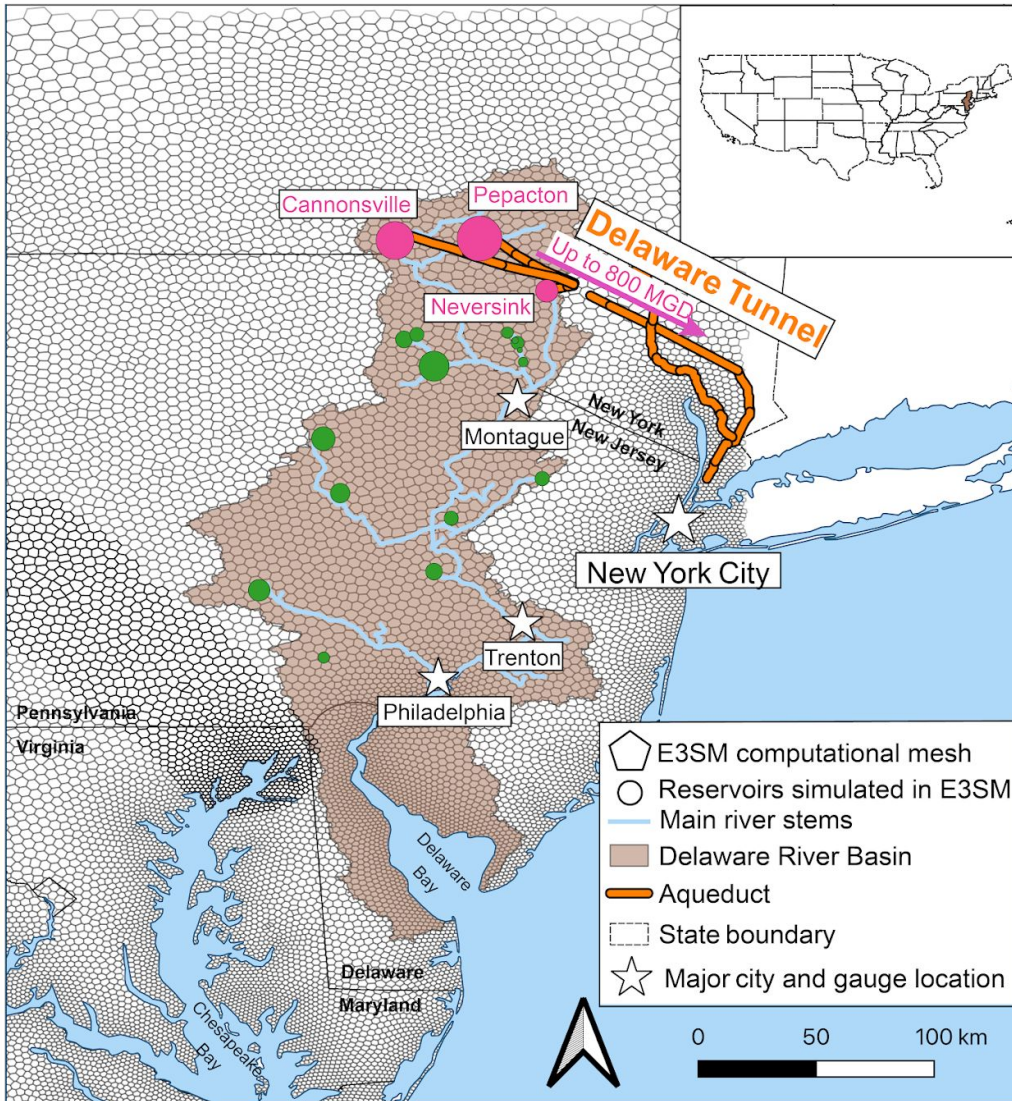 Cannonsville
Pepacton
Delaware Tunnel
Up to 800 MGD
Neversink
Montague
New York
New Jersey
New York City
Trenton
Philadelphia
Pennsylvania
Virginia
Delaware
Bay
Delaware
Maryland
Chesapeake
Bay
E3SM computational mesh
Reservoirs simulated in E3SM
Main river stems
Delaware River Basin
Aqueduct
State boundary
Major city and gauge location
0 50 100 km